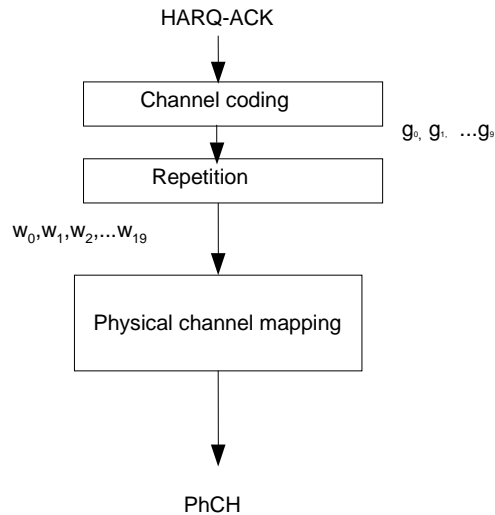 HARQ-ACK
Channel coding
g0, g1, ...g9
Repetition
w0,w1,w2,...w19
Physical channel mapping
PhCH